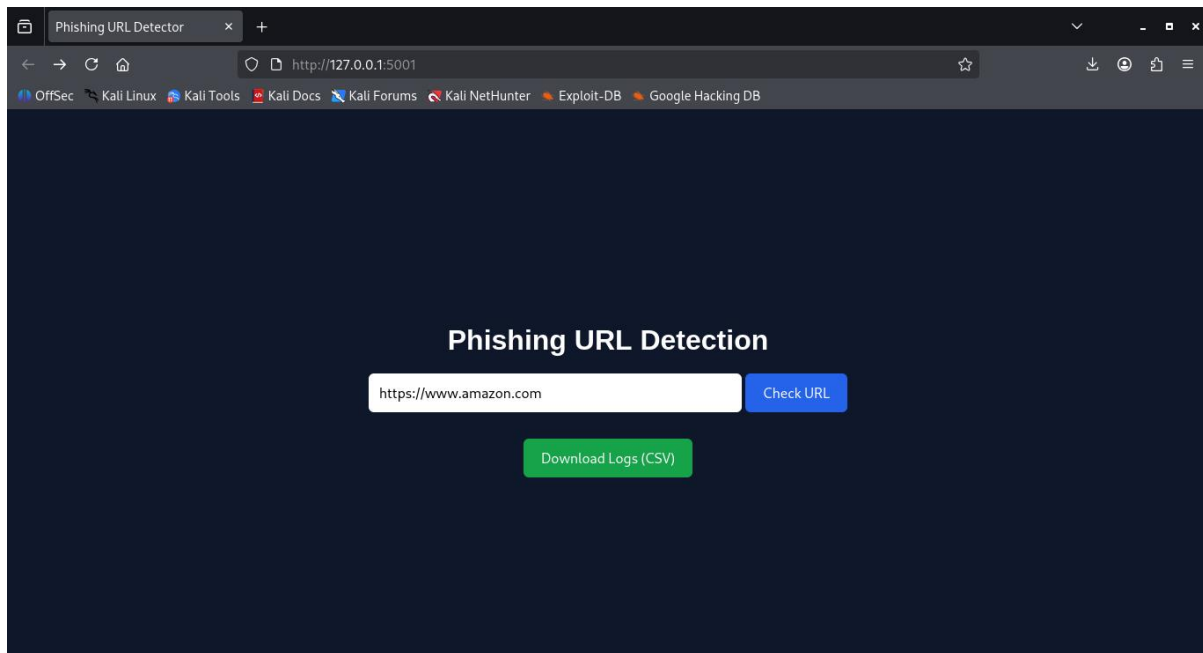 Phishing URL Detector
http://127.0.0.1:5001
OffSec Kali Linux Kali Tools Kali Docs Kali Forums Kali NetHunter Exploit-DB Google Hacking DB
Phishing URL Detection
https://www.amazon.com Check URL
Download Logs (CSV)